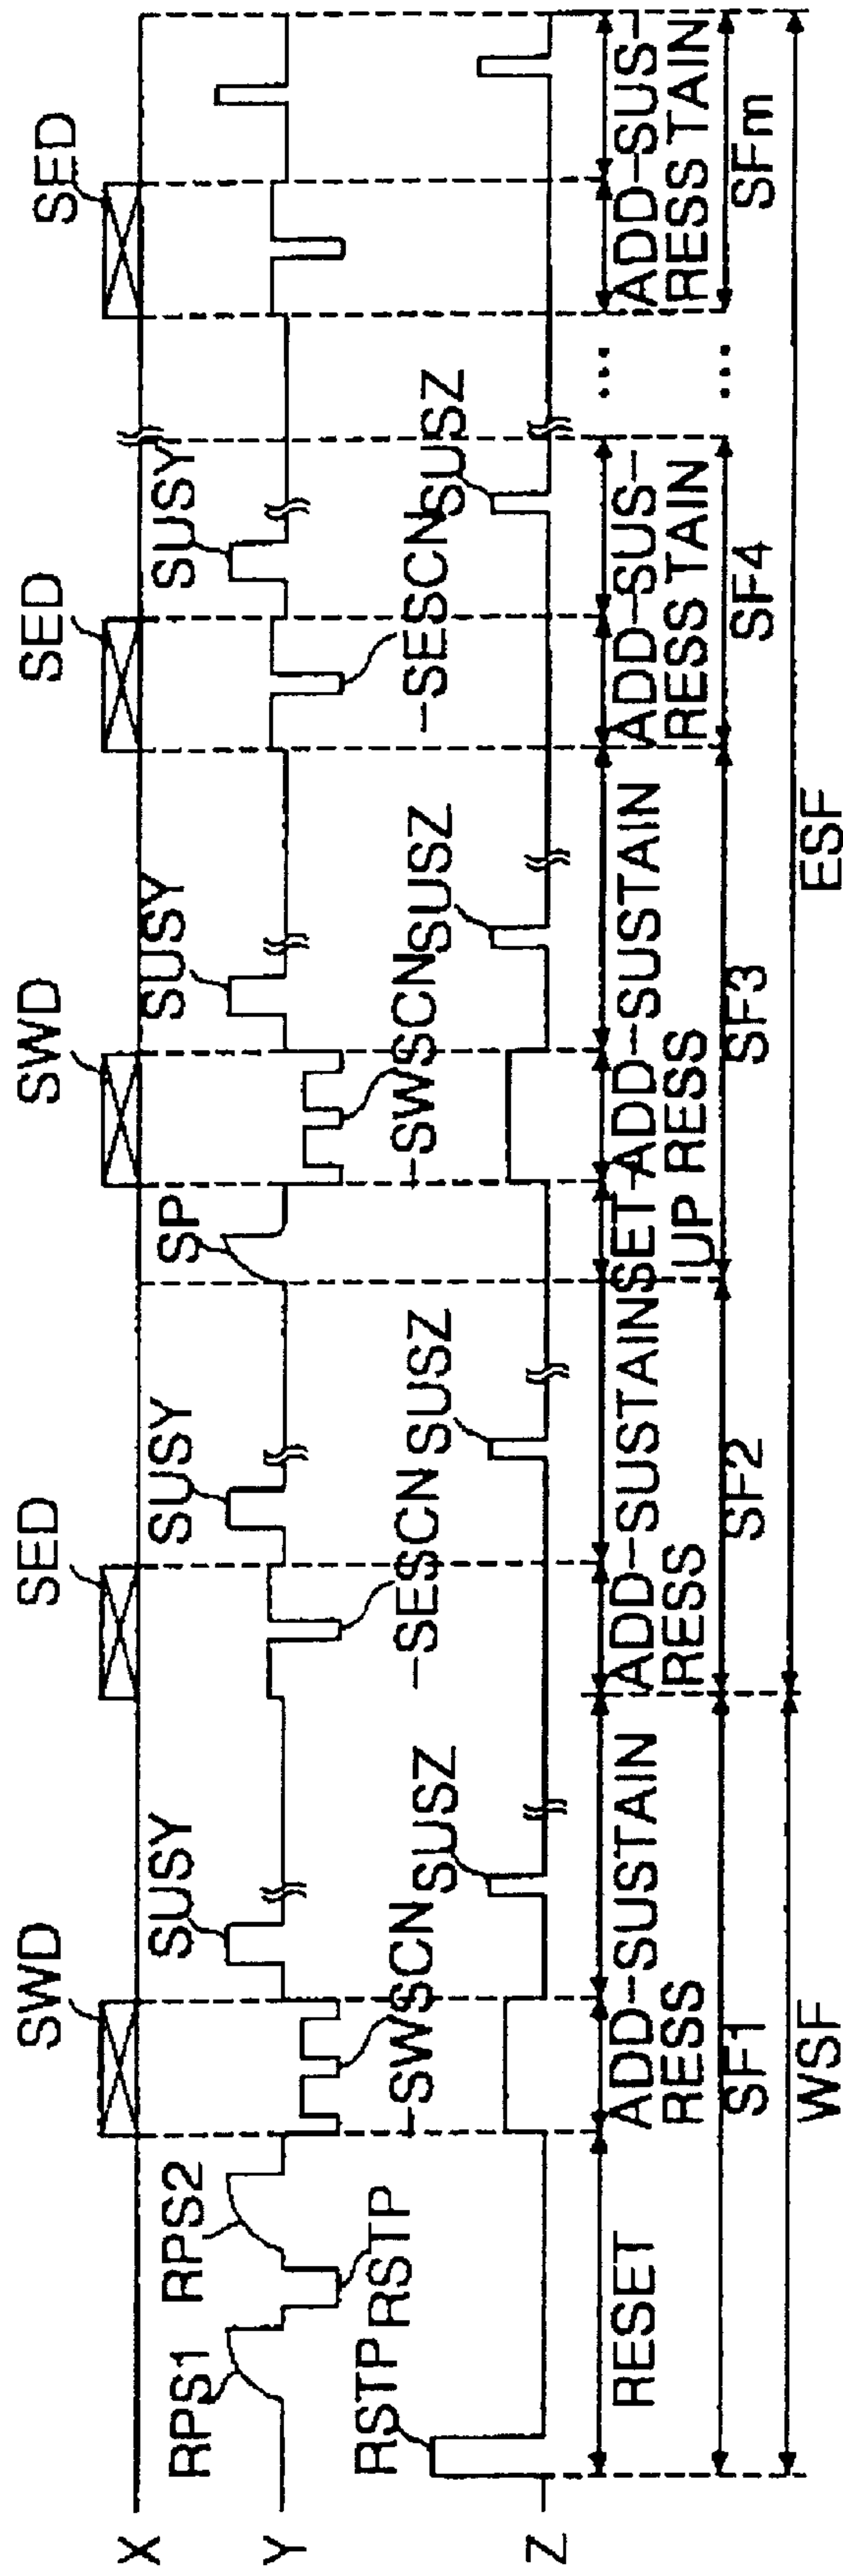 SWD
SED
SWD
SED
SED
X
RPS1
RPS2
SUSY
SUSY
SP
SUSY
SUSY
Y
RSTP
RSTP
-SWSCN
SUSZ
-SESCN
SUSZ
-SWSCN
SUSZ
-SESCN
SUSZ
Z
RESET
ADD-
RESS
SUSTAIN
ADD-
RESS
SUSTAIN
SET-
UP
ADD-
RESS
SUSTAIN
ADD-
RESS
SUS-
TAIN
...
ADD-
RESS
SUS-
TAIN
SF1
SF2
SF3
SF4
...
SFm
WSF
ESF